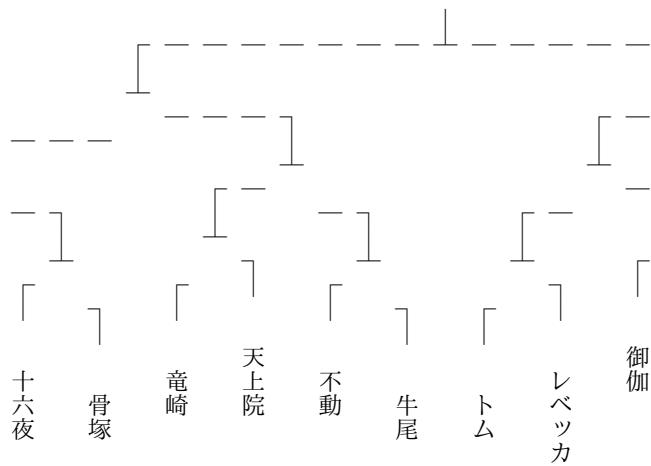 十六夜
骨塚
竜崎
天上院
不動
牛尾
トム
レベッカ
御伽